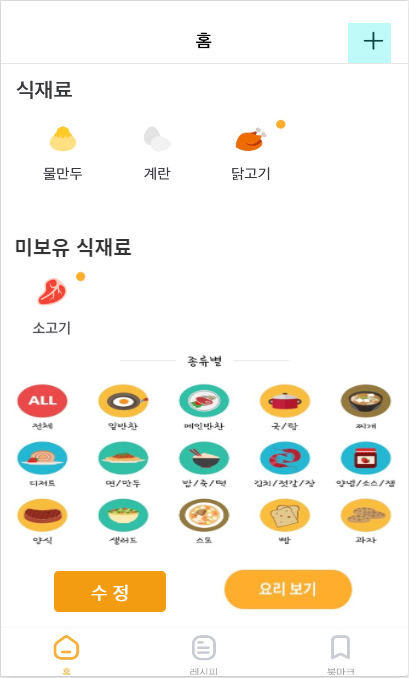 홈
식재료
물만두 계란 닭고기
미보유 식재료
소고기
종류별
ALL
전체 밑반찬 메인반찬 국/탕 찌개
디저트 면/만두 밥/죽/떡 김치/젓갈/장 양념/소스/잼
양식 샐러드 스프 빵 과자
수 정 요리 보기
홈 레시피 북마크